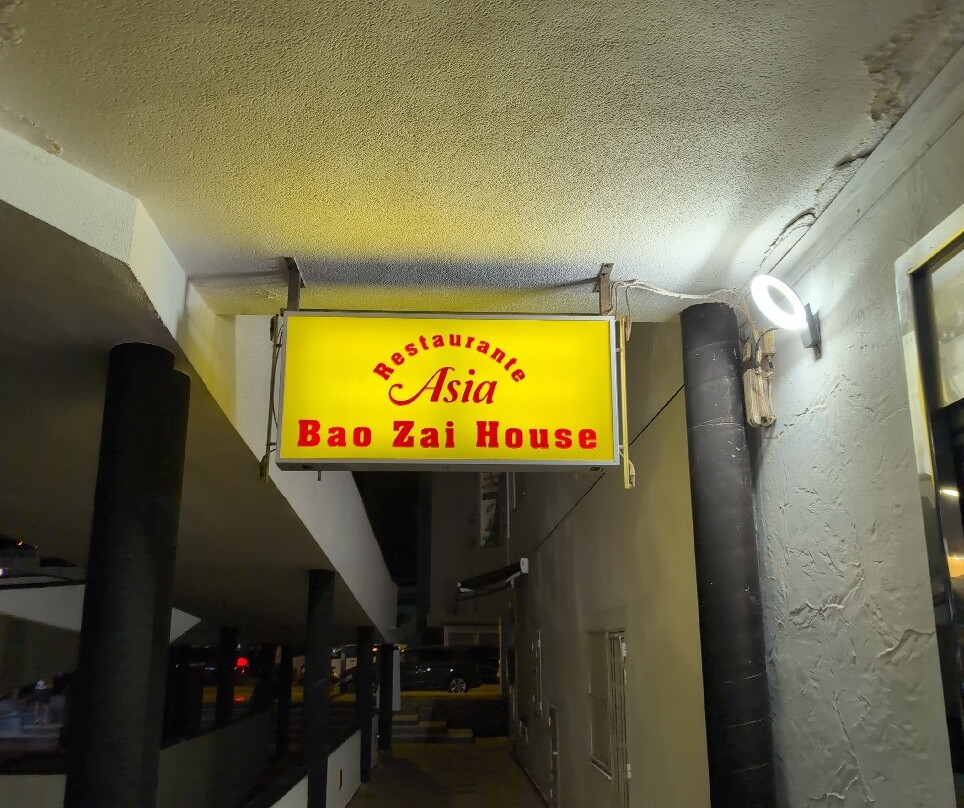 Restaurante
Asia
Bao Zai House